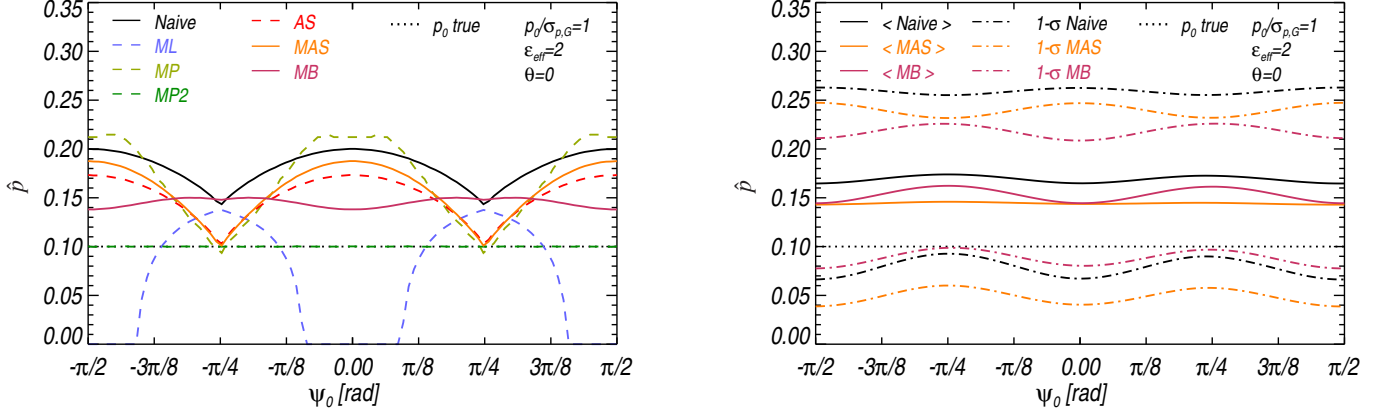 0.35
0.30
0.25
0.20
0.15
0.10
0.05
0.00
p̂
Naive
ML
MP
MP2
AS
MAS
MB
p0 true
p0/σp,G=1
εeff=2
θ=0
-π/2 -3π/8 -π/4 -π/8 0.00 π/8 π/4 3π/8 π/2
ψ0 [rad]
0.35
0.30
0.25
0.20
0.15
0.10
0.05
0.00
p̂
< Naive >
< MAS >
< MB >
1-σ Naive
1-σ MAS
1-σ MB
p0 true
p0/σp,G=1
εeff=2
θ=0
-π/2 -3π/8 -π/4 -π/8 0.00 π/8 π/4 3π/8 π/2
ψ0 [rad]